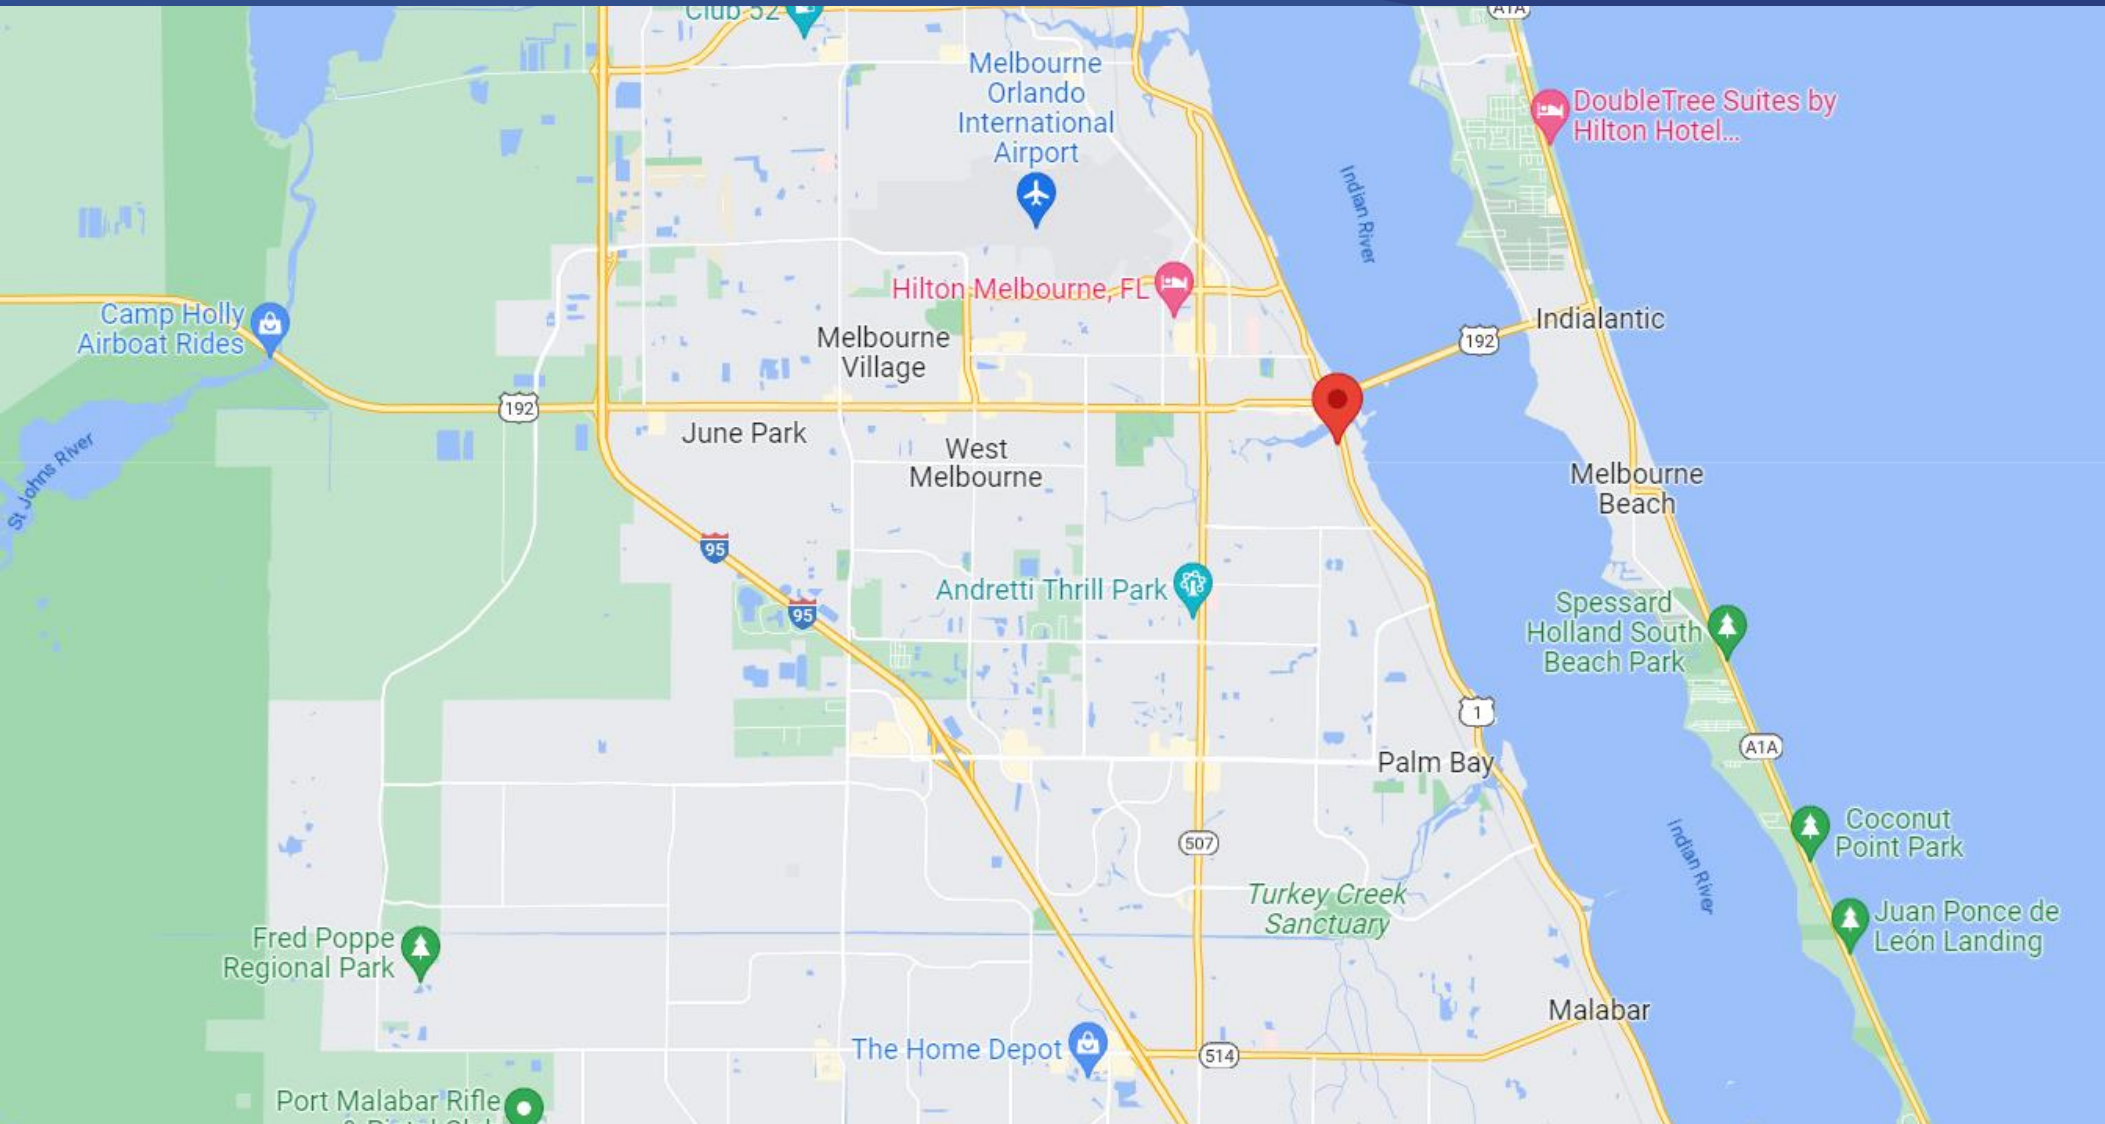 Club 52
A1A
Melbourne
Orlando
International
Airport
DoubleTree Suites by
Hilton Hotel...
Indian River
Hilton Melbourne, FL
Camp Holly
Airboat Rides
Melbourne
Village
Indialantic
192
192
June Park
West
Melbourne
St Johns River
Melbourne
Beach
95
95
Andretti Thrill Park
Spessard
Holland South
Beach Park
1
A1A
Palm Bay
Coconut
Point Park
507
Indian River
Turkey Creek
Sanctuary
Juan Ponce de
León Landing
Fred Poppe
Regional Park
Malabar
The Home Depot
514
Port Malabar Rifle